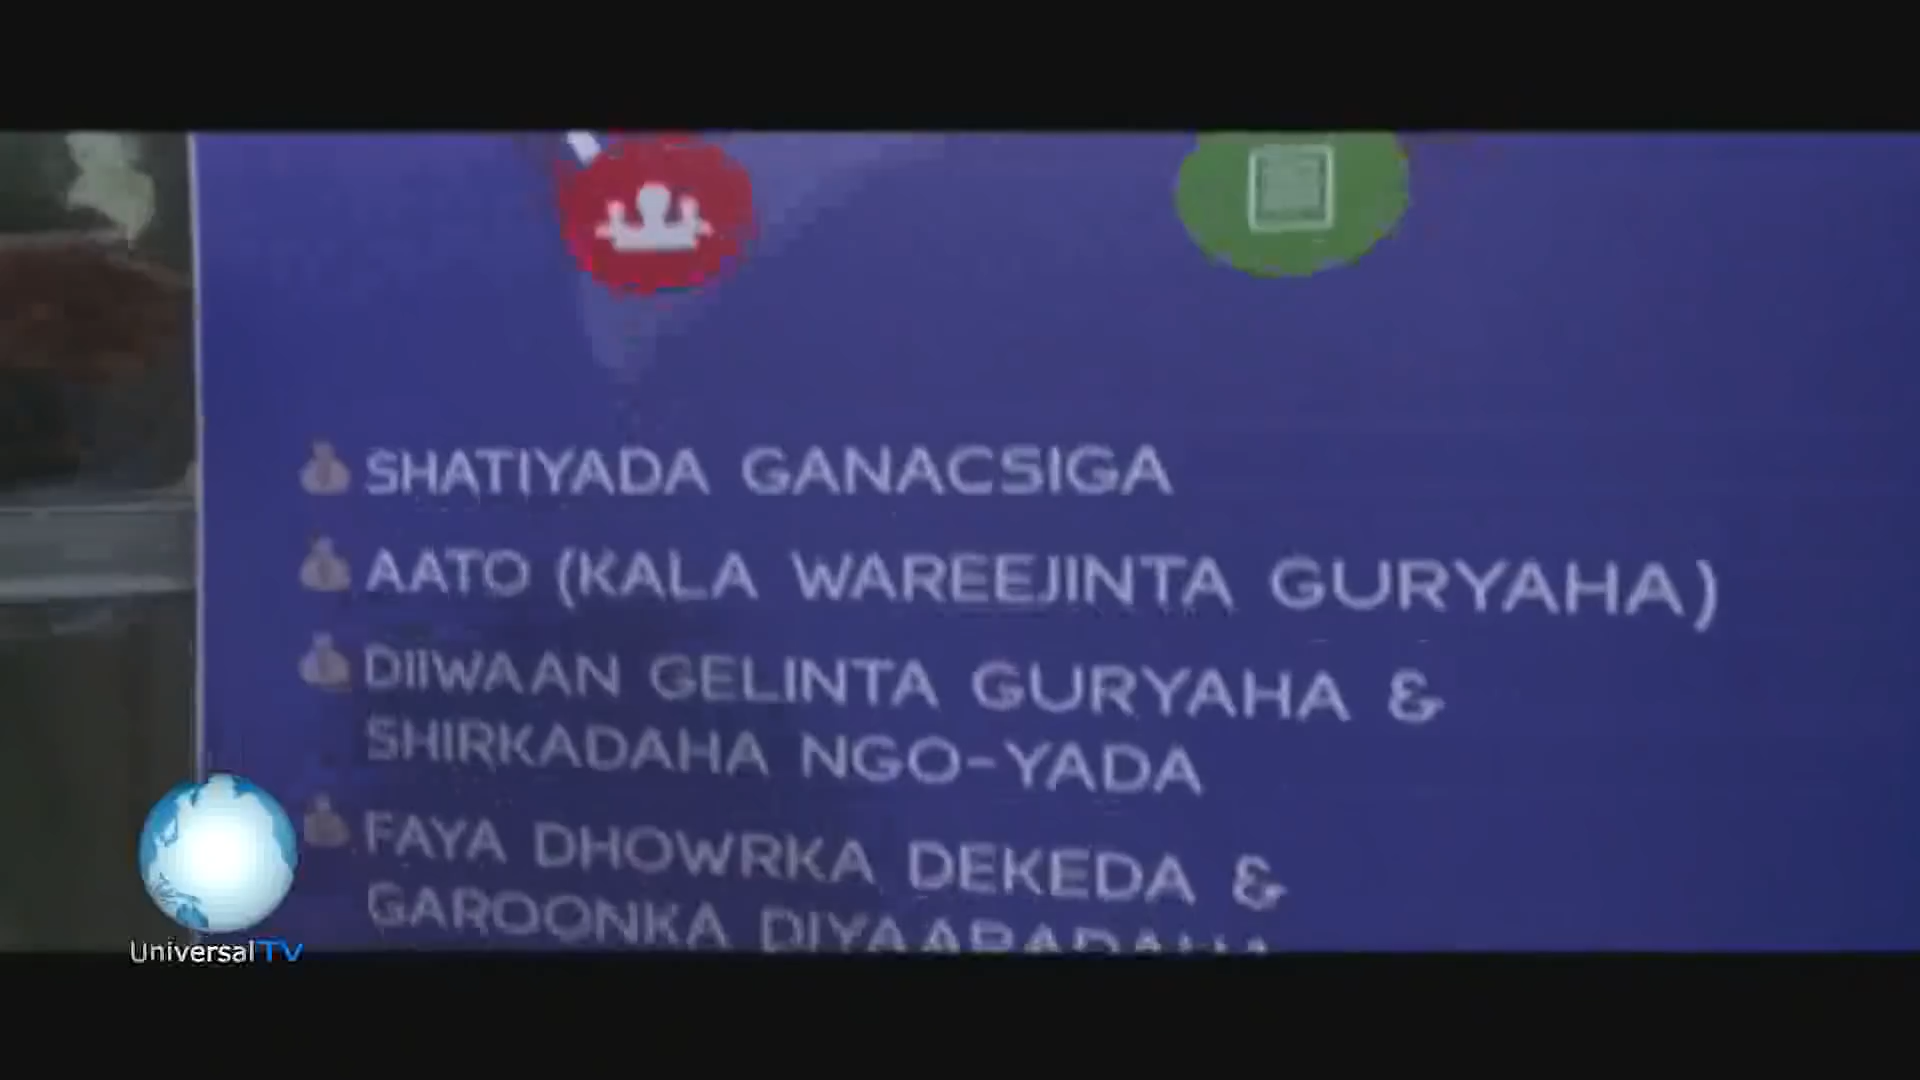 SHATIYADA GANACSIGA
AATO (KALA WAREEJINTA GURYAHA)
DIIWAAN GELINTA GURYAHA &
SHIRKADAHA NGO-YADA
FAYA DHOWRKA DEKEDA &
GAROONKA
UniversalTV